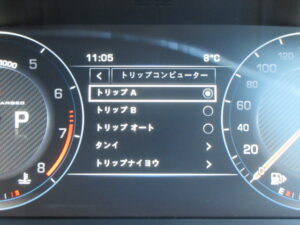 11:05 8°C
トリップコンピューター
トリップ A
トリップ B
トリップ オート
タンイ
トリップナイヨウ
1000
5
6
7
8
P
120
100
80
60
40
20
E